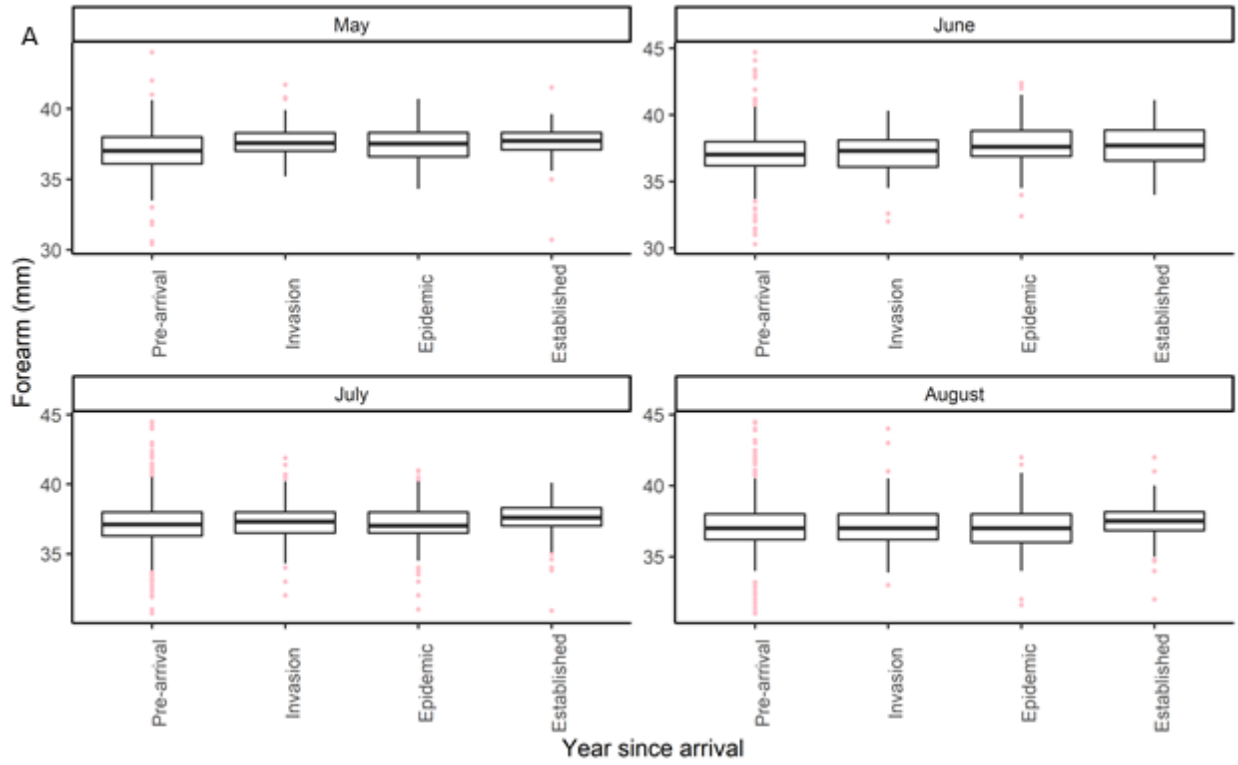 A
May
June
Forearm (mm)
40
35
30
45
40
35
30
Pre-arrival
Invasion
Epidemic
Established
Pre-arrival
Invasion
Epidemic
Established
July
August
45
40
35
45
40
35
Pre-arrival
Invasion
Epidemic
Established
Pre-arrival
Invasion
Epidemic
Established
Year since arrival